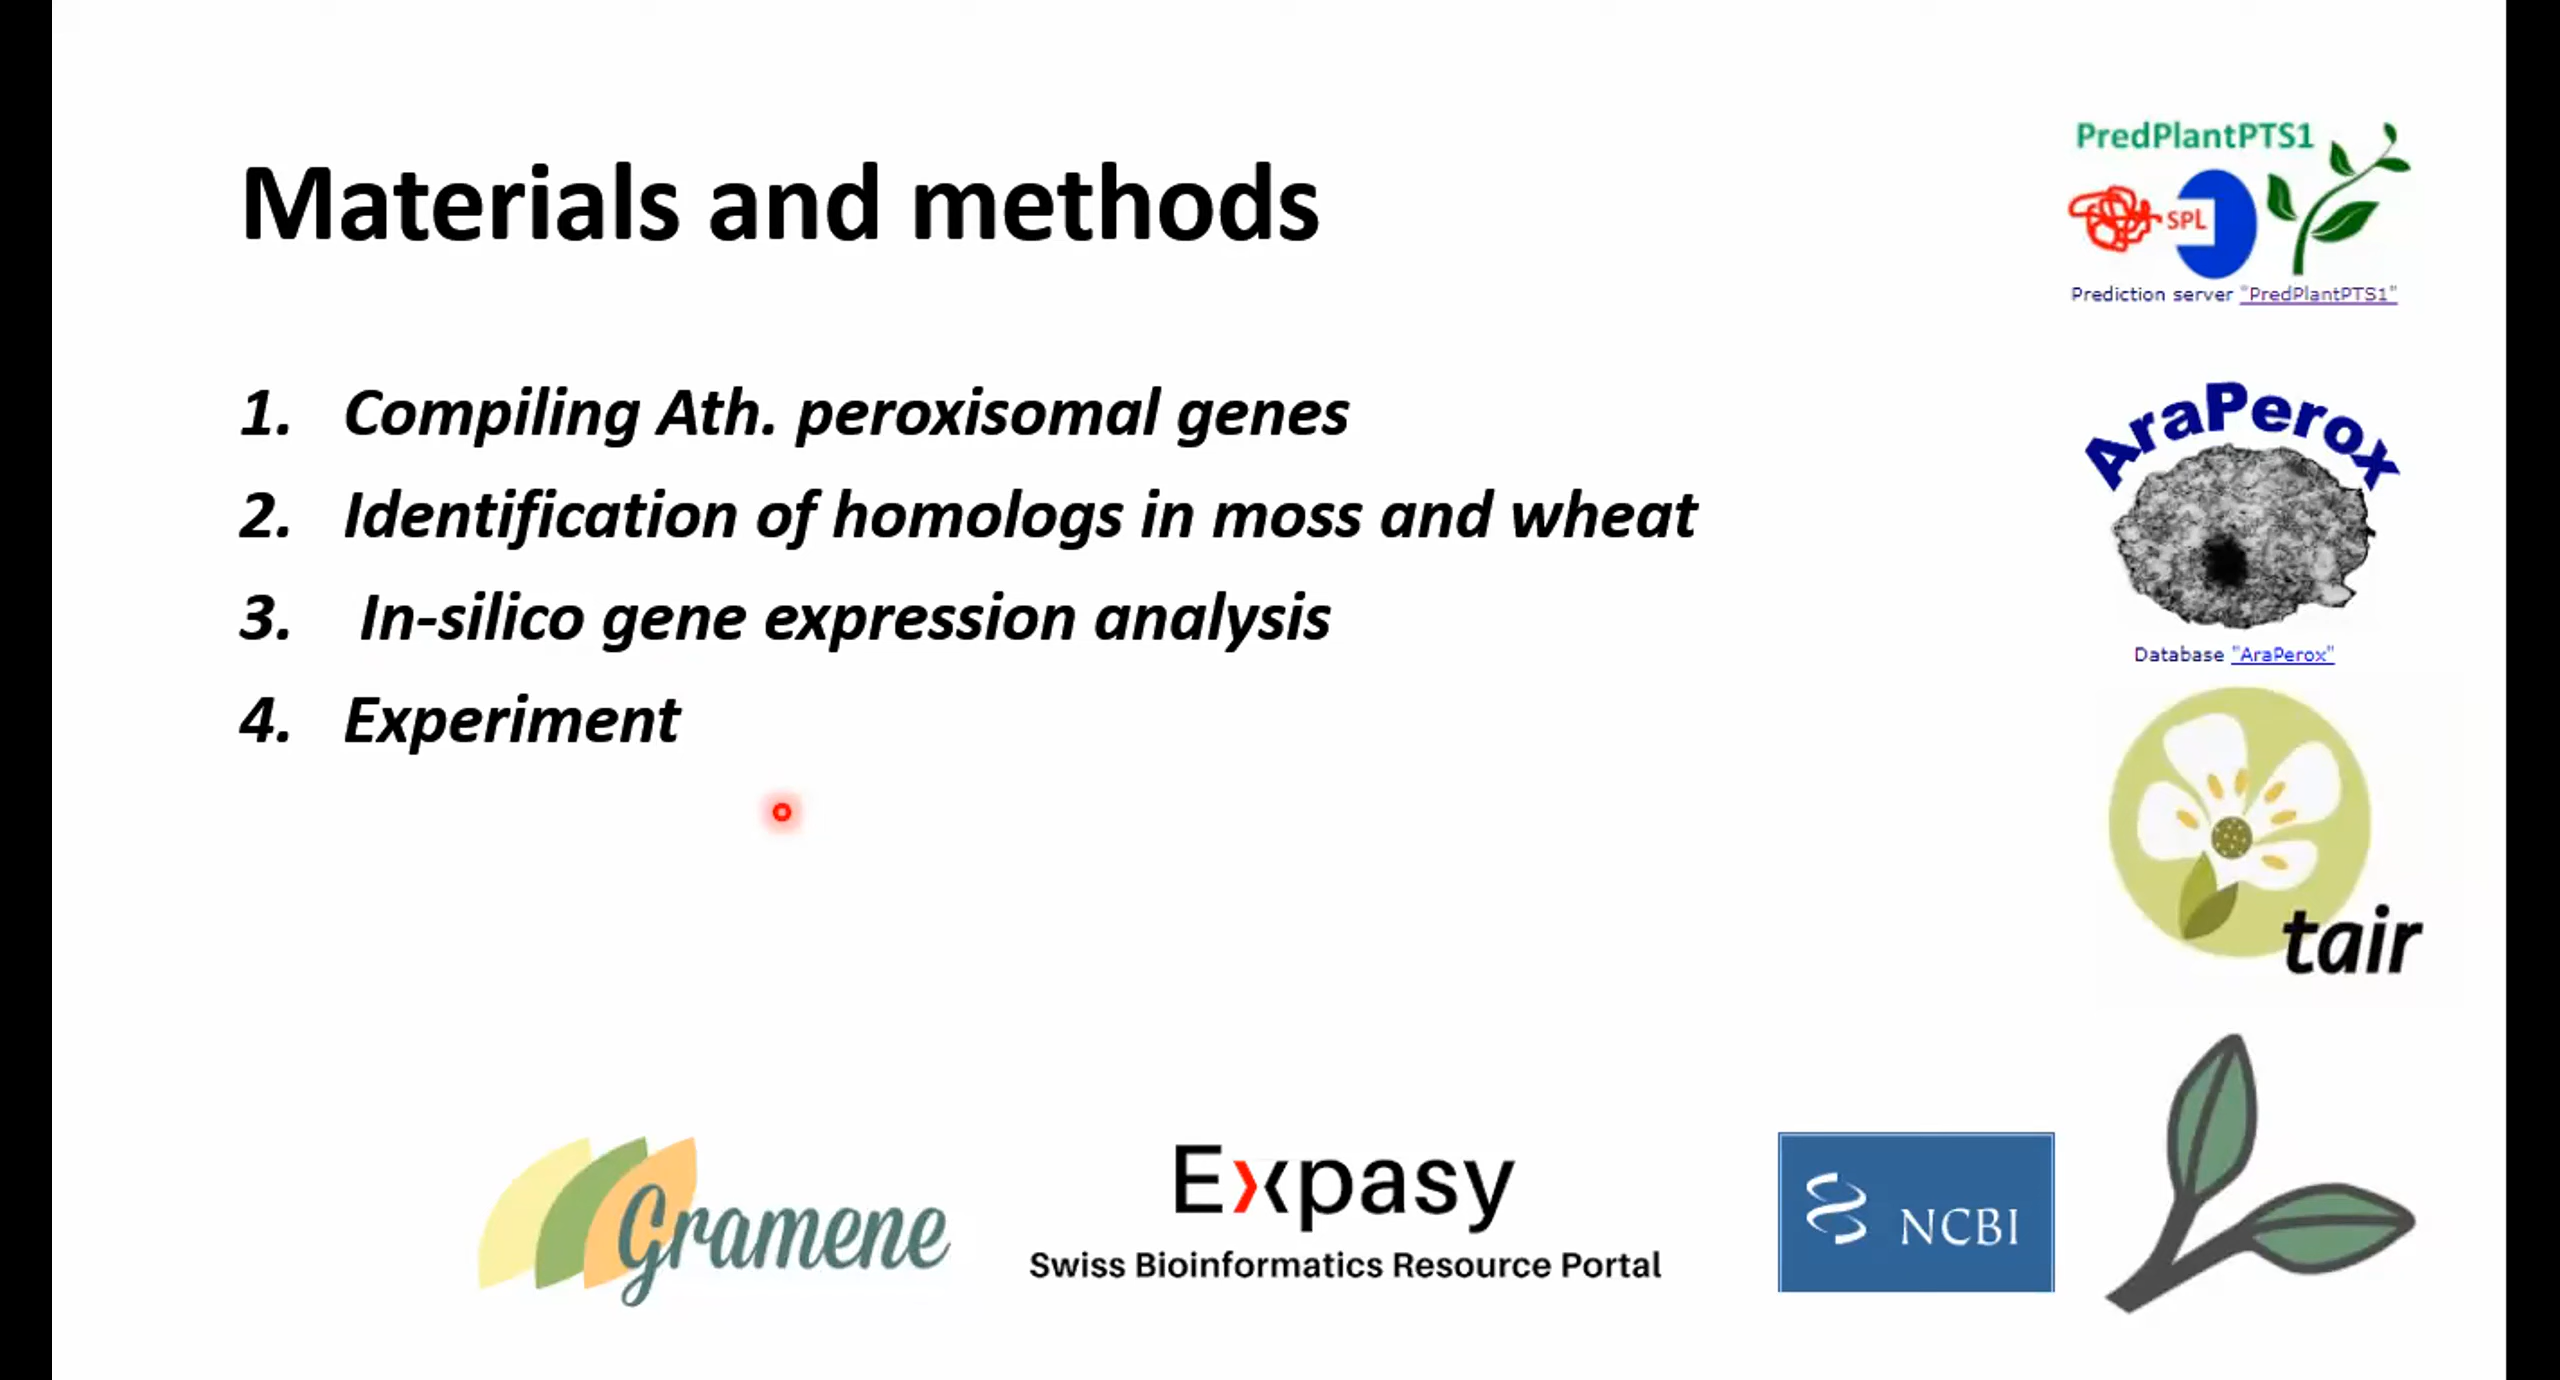 Materials and methods
1. Compiling Ath. peroxisomal genes
2. Identification of homologs in moss and wheat
3. In-silico gene expression analysis
4. Experiment
PredPlantPTS1
SPL
Prediction server "PredPlantPTS1"
AraPerox
Database "AraPerox"
tair
Gramene
Expasy
Swiss Bioinformatics Resource Portal
NCBI